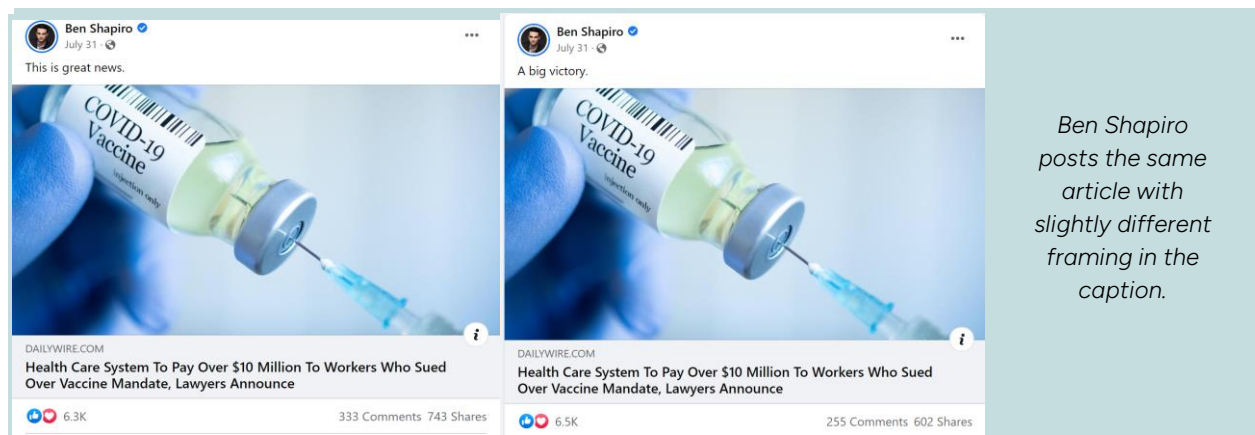 Ben Shapiro
July 31 ·
This is great news.
COVID-19
Vaccine
injection only
DAILYWIRE.COM
Health Care System To Pay Over $10 Million To Workers Who Sued
Over Vaccine Mandate, Lawyers Announce
6.3K
333 Comments 743 Shares
Ben Shapiro
July 31 ·
A big victory.
COVID-19
Vaccine
injection only
DAILYWIRE.COM
Health Care System To Pay Over $10 Million To Workers Who Sued
Over Vaccine Mandate, Lawyers Announce
6.5K
255 Comments 602 Shares
Ben Shapiro
posts the same
article with
slightly different
framing in the
caption.